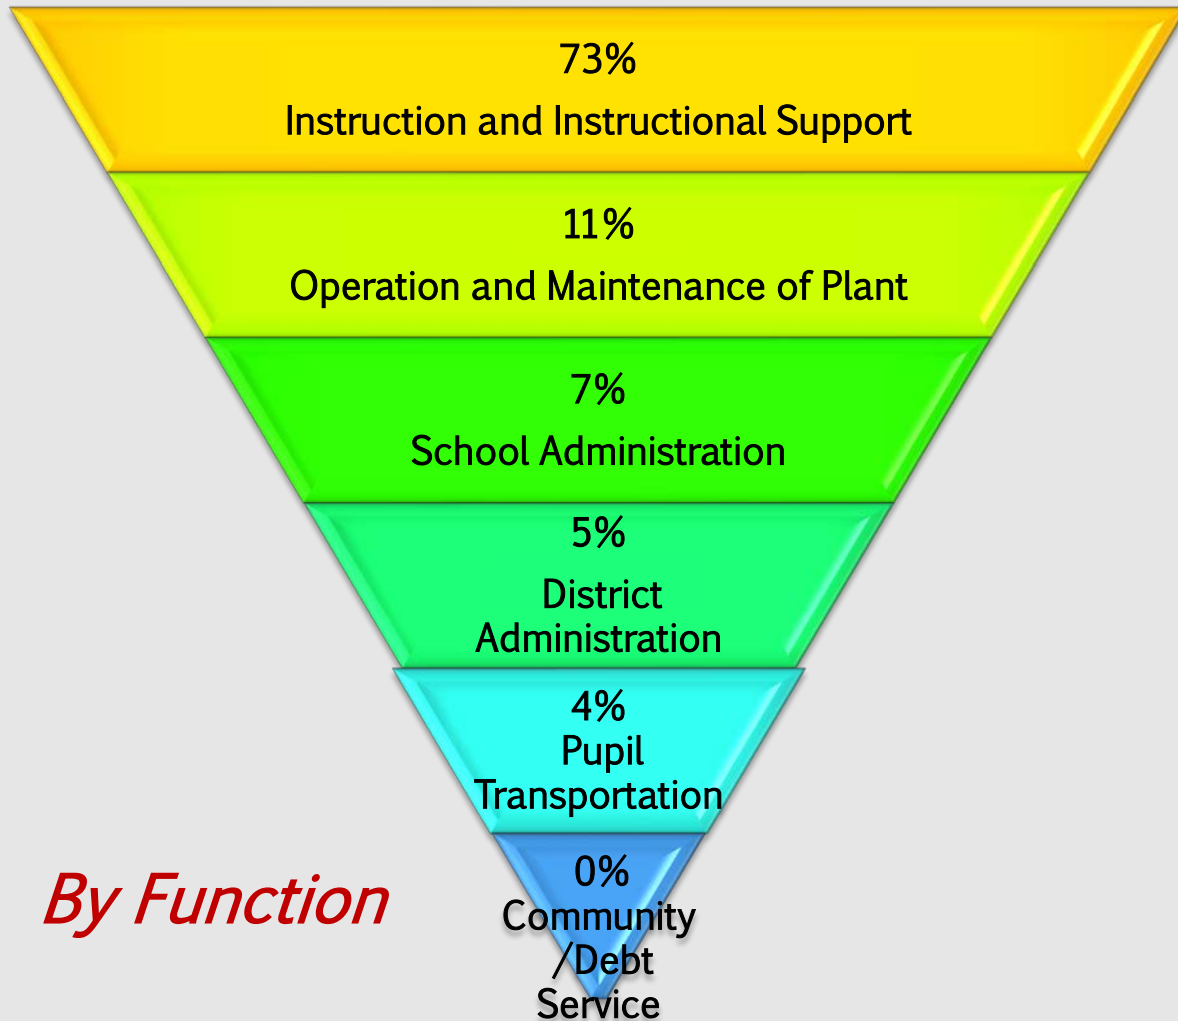 73%
Instruction and Instructional Support
11%
Operation and Maintenance of Plant
7%
School Administration
5%
District
Administration
4%
Pupil
Transportation
0%
Community
/Debt
Service
By Function